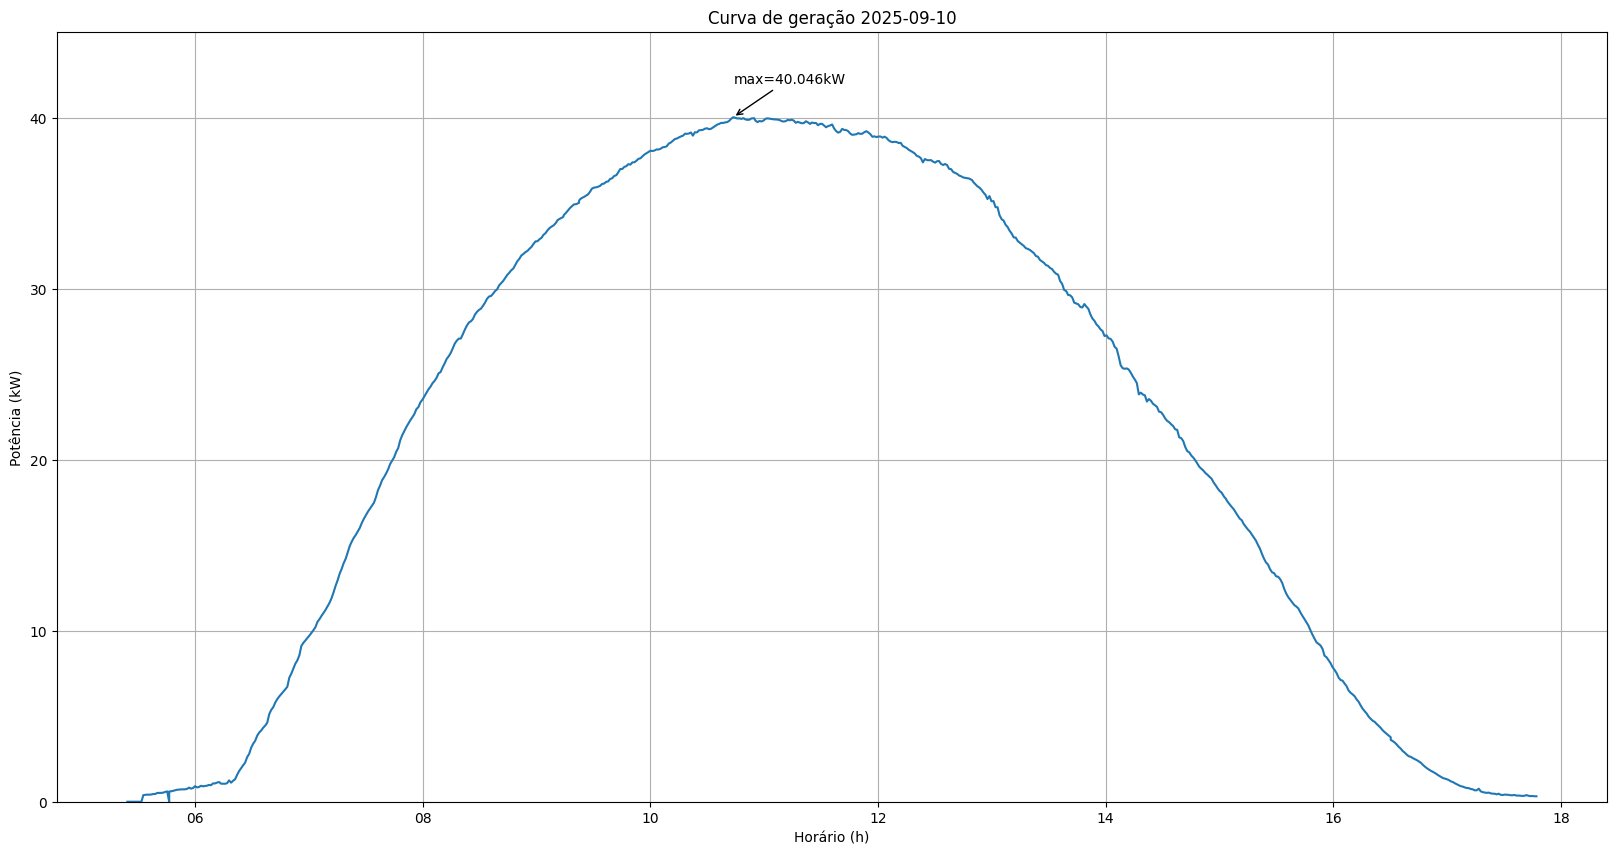 Curva de geração 2025-09-10
max=40.046kW
Potência (kW)
40
30
20
10
0
06 08 10 12 14 16 18
Horário (h)